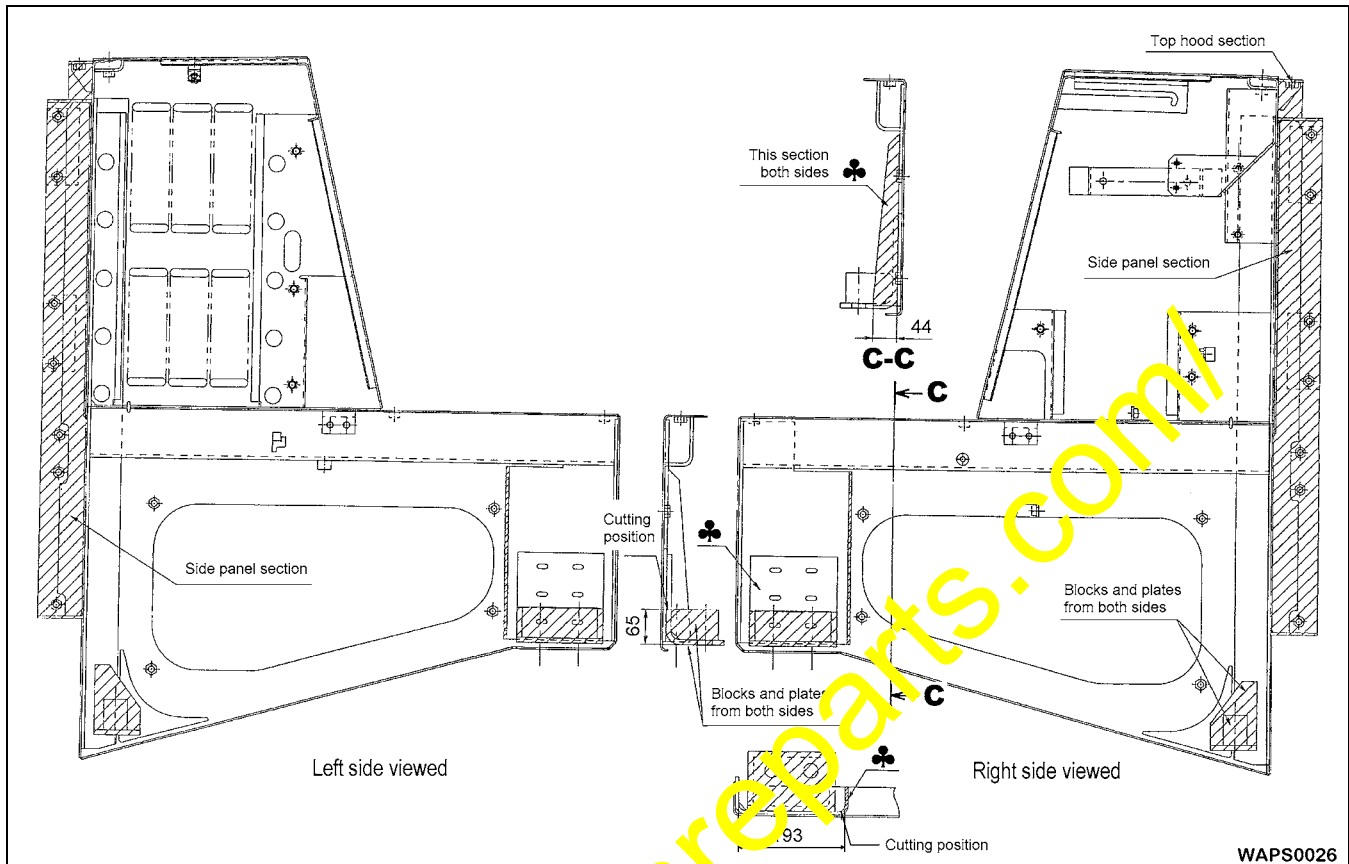 Top hood section
This section
both sides
♣
Side panel section
44
C-C
C
Cutting
position
♣
Side panel section
65
Blocks and plates
from both sides
Blocks and plates
from both sides
C
Left side viewed
♣
Right side viewed
93
Cutting position
WAPS0026
reparts.com/